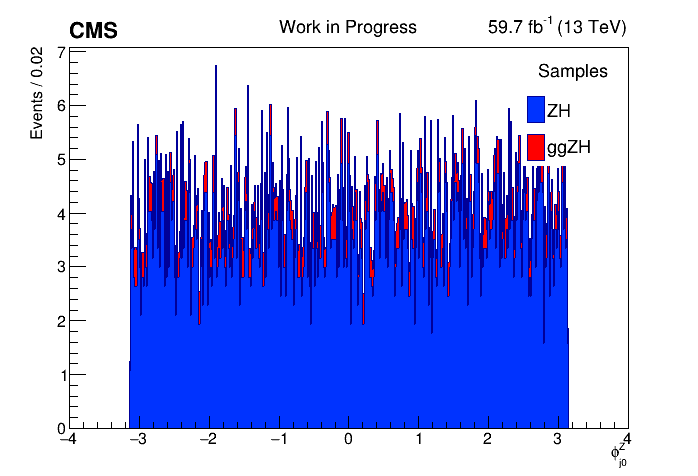 CMS Work in Progress 59.7 fb⁻¹ (13 TeV)
Events / 0.02
7
6
5
4
3
2
1
0
Samples
ZH
ggZH
−4 −3 −2 −1 0 1 2 3 4
ϕ^Z_j0